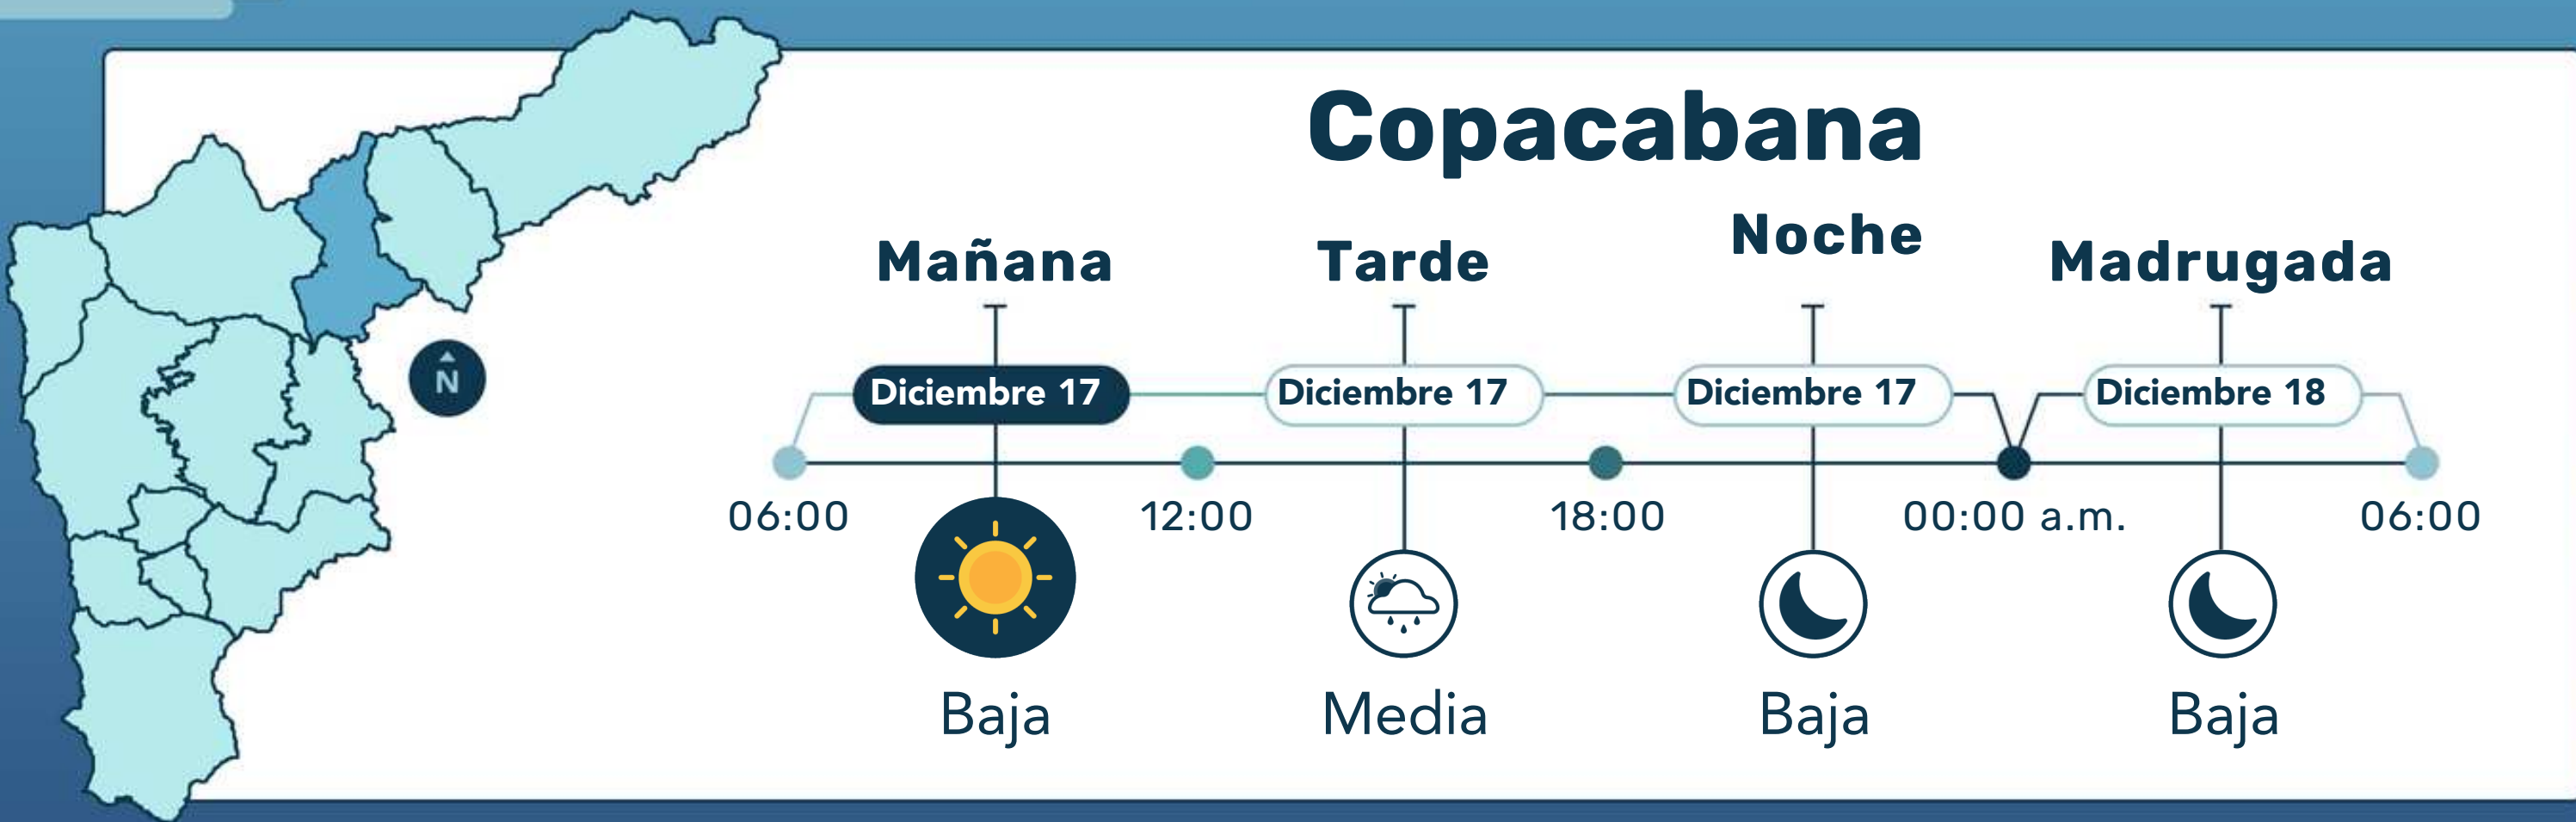 Copacabana
Mañana
Tarde
Noche
Madrugada
N
Diciembre 17
Diciembre 17
Diciembre 17
Diciembre 18
06:00
12:00
18:00
00:00 a.m.
06:00
Baja
Media
Baja
Baja